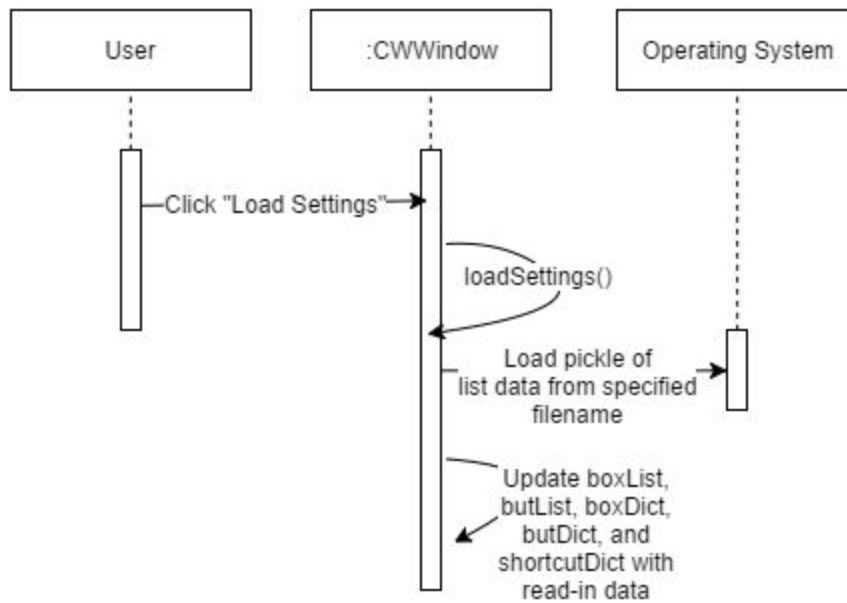 User
:CWWindow
Operating System
Click "Load Settings"
loadSettings()
Load pickle of
list data from specified
filename
Update boxList,
butList, boxDict,
butDict, and
shortcutDict with
read-in data